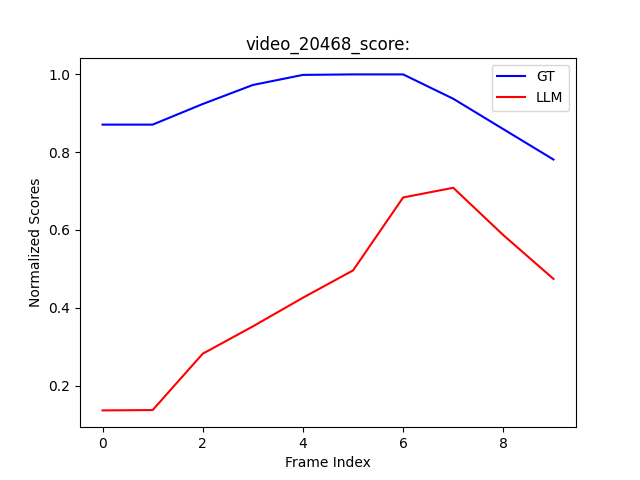 video_20468_score:
GT
LLM
Normalized Scores
1.0
0.8
0.6
0.4
0.2
0 2 4 6 8
Frame Index